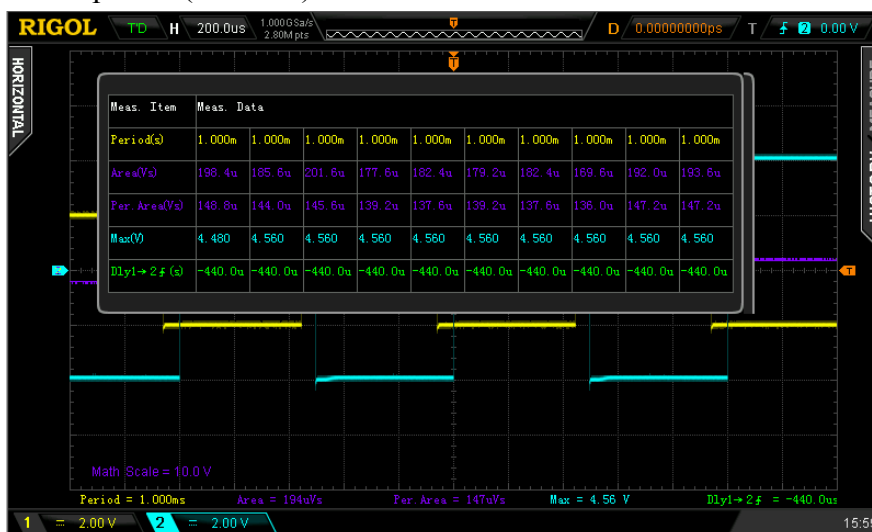 RIGOL T'D H 200.0us 1.000GSa/s 2.80Mpts D 0.00000000ps T 2 0.00 V
HORIZONTAL
Meas. Item Meas. Data
Period(s) 1.000m 1.000m 1.000m 1.000m 1.000m 1.000m 1.000m 1.000m 1.000m 1.000m
Area(Vs) 198.4u 185.6u 201.6u 177.6u 182.4u 179.2u 182.4u 169.6u 192.0u 193.6u
Per.Area(Vs) 148.8u 144.0u 145.6u 139.2u 137.6u 139.2u 137.6u 136.0u 147.2u 147.2u
Max(V) 4.480 4.560 4.560 4.560 4.560 4.560 4.560 4.560 4.560 4.560
Dly1→2⨍(s) -440.0u -440.0u -440.0u -440.0u -440.0u -440.0u -440.0u -440.0u -440.0u -440.0u
T
Math Scale = 10.0 V
Period = 1.000ms Area = 194uVs Per.Area = 147uVs Max = 4.56 V Dly1→2⨍ = -440.0us
1 = 2.00 V 2 = 2.00 V